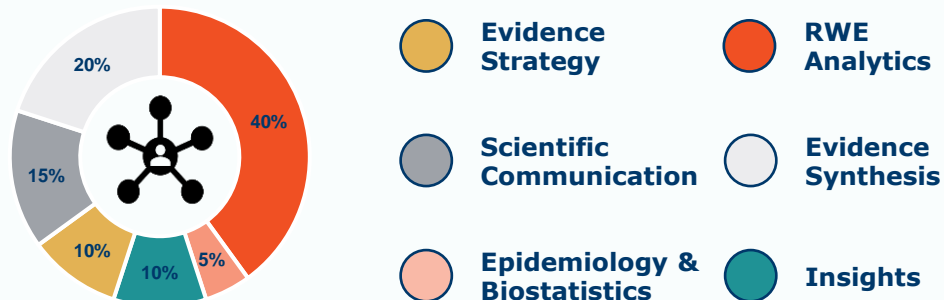 20%
40%
15%
10%
10%
5%
Evidence
Strategy
RWE
Analytics
Scientific
Communication
Evidence
Synthesis
Epidemiology &
Biostatistics
Insights